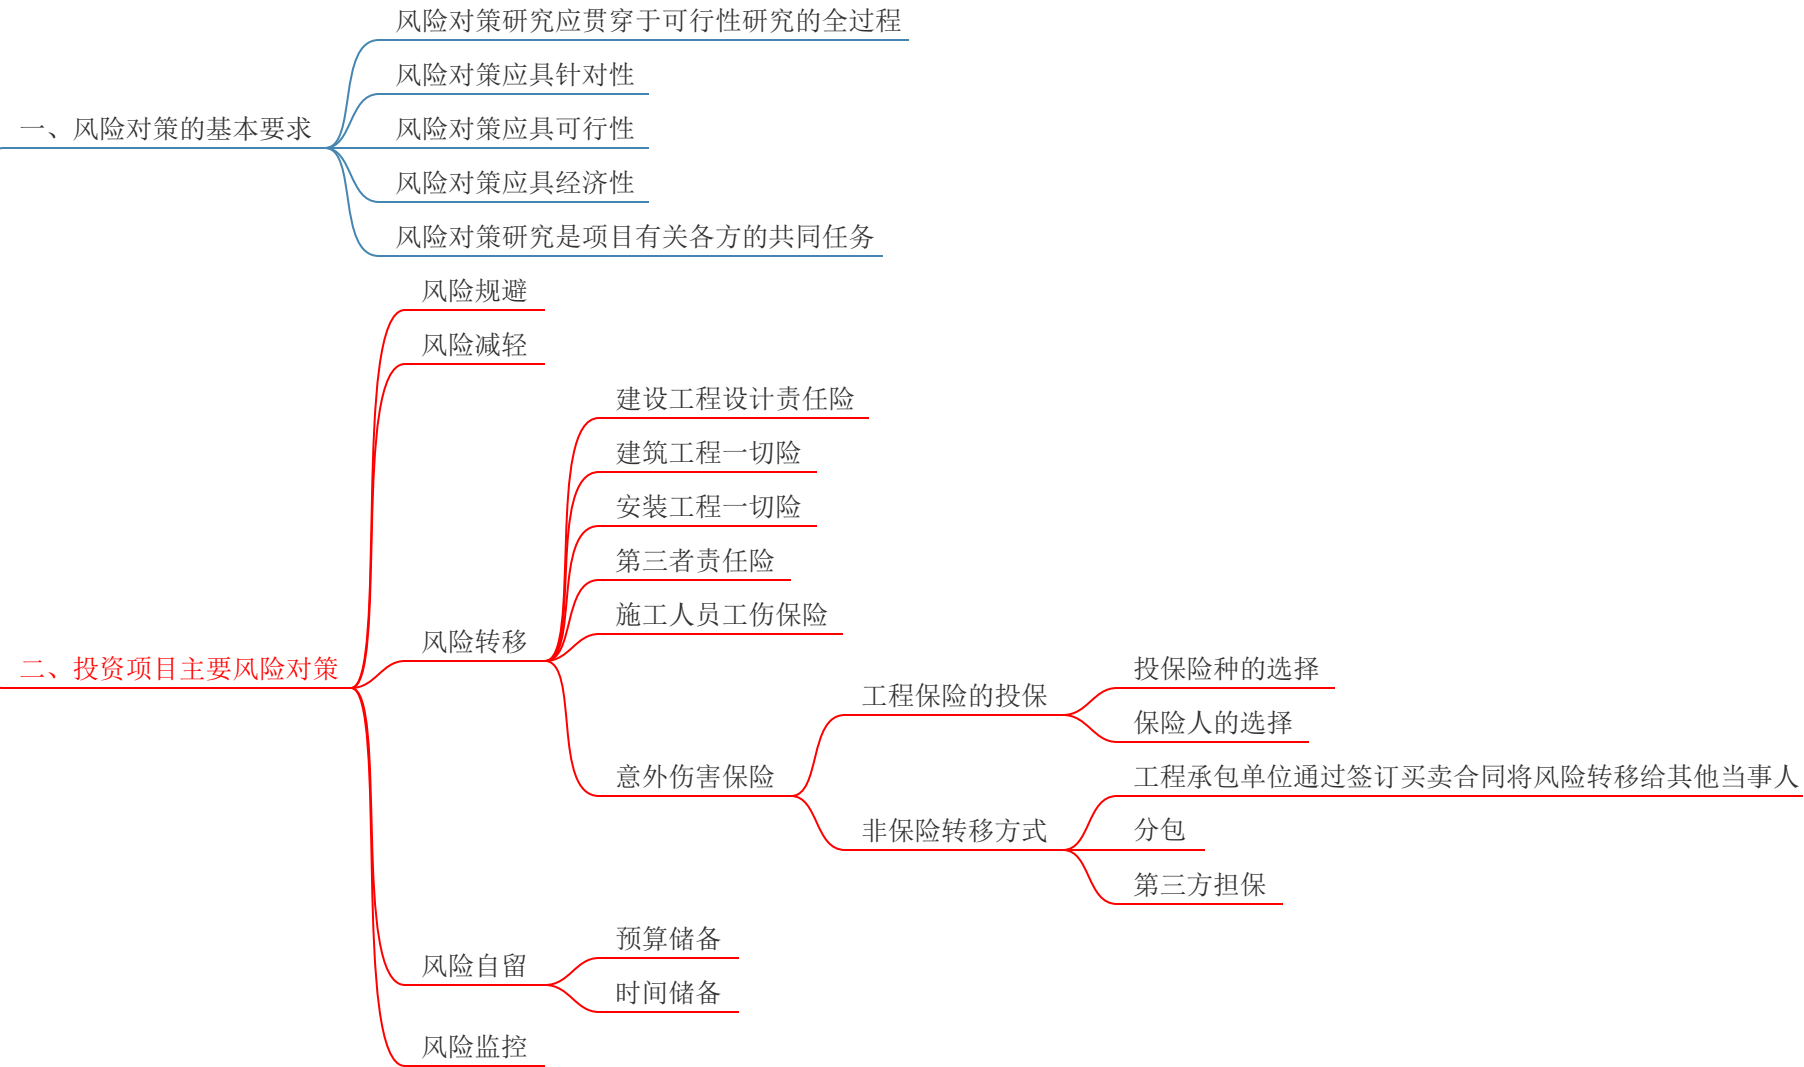 风险对策研究应贯穿于可行性研究的全过程
风险对策应具针对性
一、风险对策的基本要求
风险对策应具可行性
风险对策应具经济性
风险对策研究是项目有关各方的共同任务
风险规避
风险减轻
建设工程设计责任险
建筑工程一切险
安装工程一切险
第三者责任险
施工人员工伤保险
风险转移
二、投资项目主要风险对策
投保险种的选择
工程保险的投保
保险人的选择
意外伤害保险
工程承包单位通过签订买卖合同将风险转移给其他当事人
非保险转移方式
分包
第三方担保
预算储备
风险自留
时间储备
风险监控